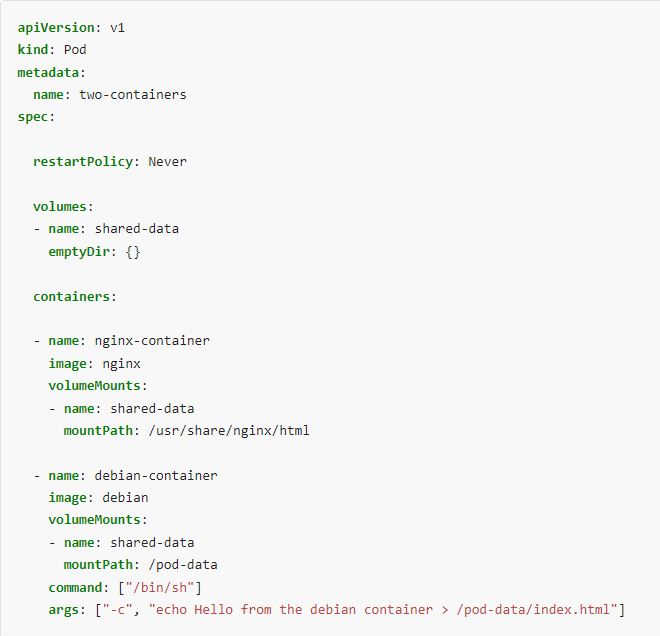 apiVersion: v1
kind: Pod
metadata:
  name: two-containers
spec:

  restartPolicy: Never

  volumes:
  - name: shared-data
    emptyDir: {}

  containers:

  - name: nginx-container
    image: nginx
    volumeMounts:
    - name: shared-data
      mountPath: /usr/share/nginx/html

  - name: debian-container
    image: debian
    volumeMounts:
    - name: shared-data
      mountPath: /pod-data
    command: ["/bin/sh"]
    args: ["-c", "echo Hello from the debian container > /pod-data/index.html"]